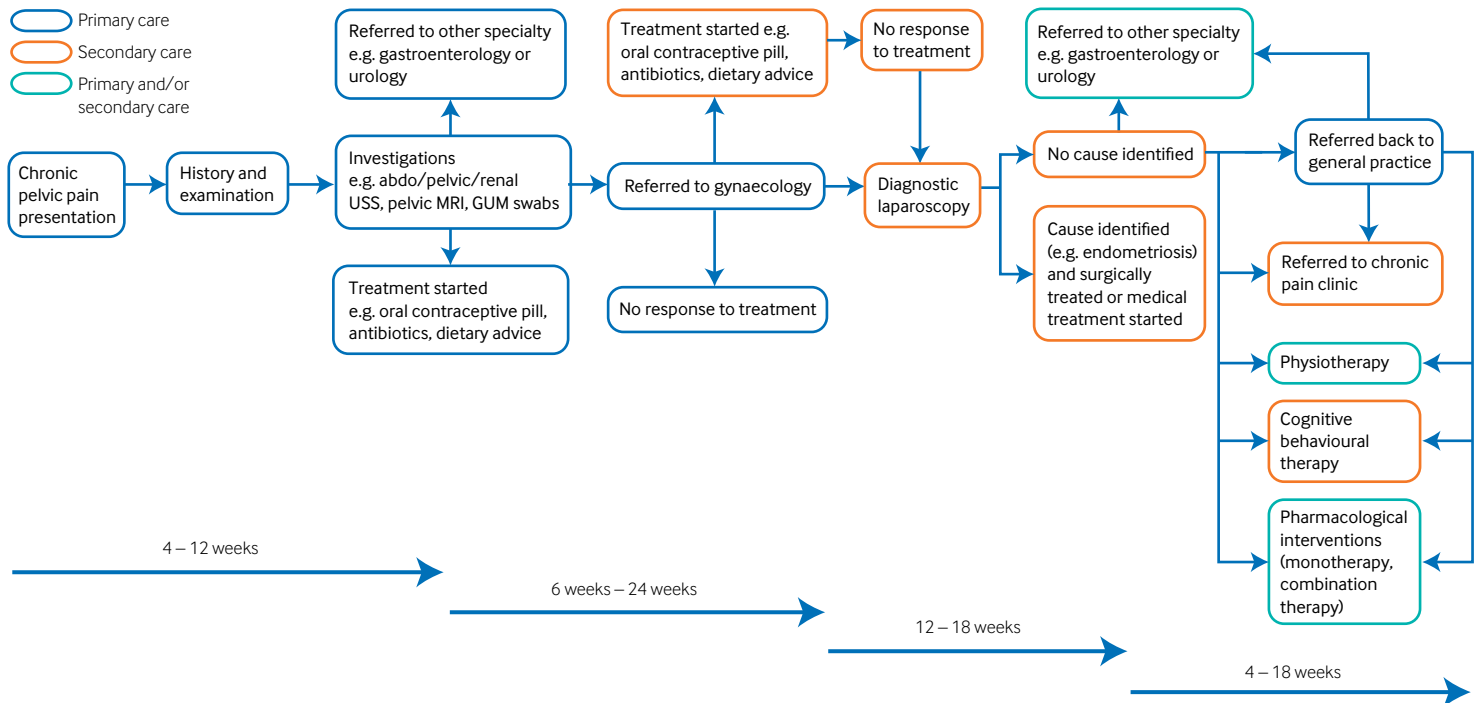 Primary care
Secondary care
Primary and/or
secondary care
Chronic
pelvic pain
presentation
History and
examination
Referred to other specialty
e.g. gastroenterology or
urology
Investigations
e.g. abdo/pelvic/renal
USS, pelvic MRI, GUM swabs
Treatment started
e.g. oral contraceptive pill,
antibiotics, dietary advice
Treatment started e.g.
oral contraceptive pill,
antibiotics, dietary advice
Referred to gynaecology
No response to treatment
No response
to treatment
Diagnostic
laparoscopy
Referred to other specialty
e.g. gastroenterology or
urology
No cause identified
Cause identified
(e.g. endometriosis)
and surgically
treated or medical
treatment started
Referred back to
general practice
Referred to chronic
pain clinic
Physiotherapy
Cognitive
behavioural
therapy
Pharmacological
interventions
(monotherapy,
combination
therapy)
4 – 12 weeks
6 weeks – 24 weeks
12 – 18 weeks
4 – 18 weeks